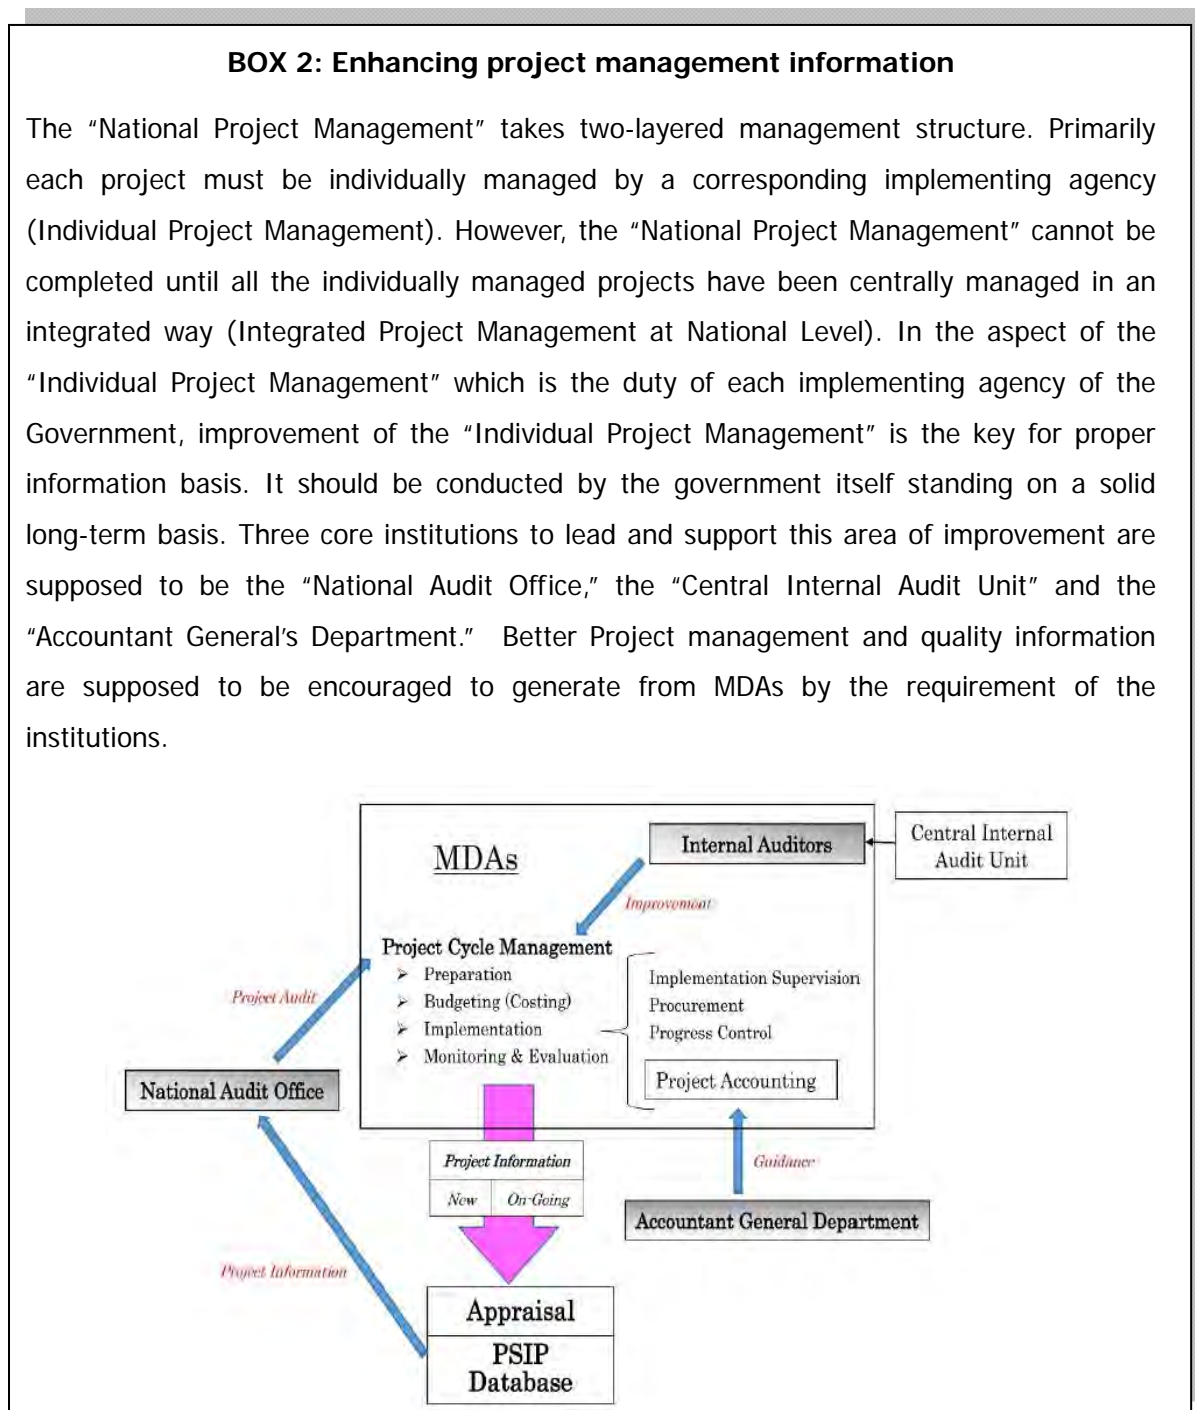 BOX 2: Enhancing project management information
The “National Project Management” takes two-layered management structure. Primarily
each project must be individually managed by a corresponding implementing agency
(Individual Project Management). However, the “National Project Management” cannot be
completed until all the individually managed projects have been centrally managed in an
integrated way (Integrated Project Management at National Level). In the aspect of the
“Individual Project Management” which is the duty of each implementing agency of the
Government, improvement of the “Individual Project Management” is the key for proper
information basis. It should be conducted by the government itself standing on a solid
long-term basis. Three core institutions to lead and support this area of improvement are
supposed to be the “National Audit Office,” the “Central Internal Audit Unit” and the
“Accountant General’s Department.” Better Project management and quality information
are supposed to be encouraged to generate from MDAs by the requirement of the
institutions.
MDAs
Internal Auditors
Central Internal
Audit Unit
Improvement
Project Cycle Management
➢ Preparation
➢ Budgeting (Costing)
➢ Implementation
➢ Monitoring & Evaluation
Implementation Supervision
Procurement
Progress Control
Project Accounting
Project Audit
National Audit Office
Project Information
New
On-Going
Guidance
Accountant General Department
Project Information
Appraisal
PSIP
Database